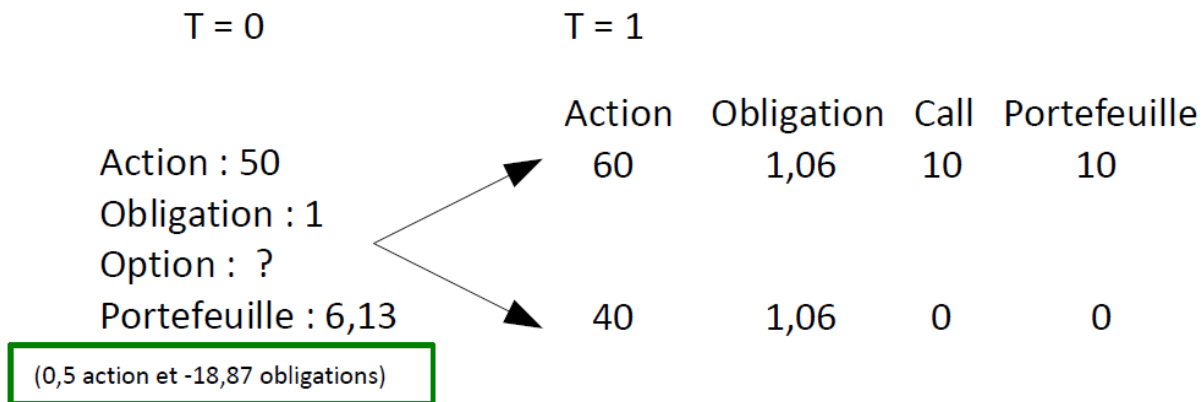 T = 0 T = 1
Action Obligation Call Portefeuille
Action : 50 60 1,06 10 10
Obligation : 1
Option : ?
Portefeuille : 6,13 40 1,06 0 0
(0,5 action et -18,87 obligations)